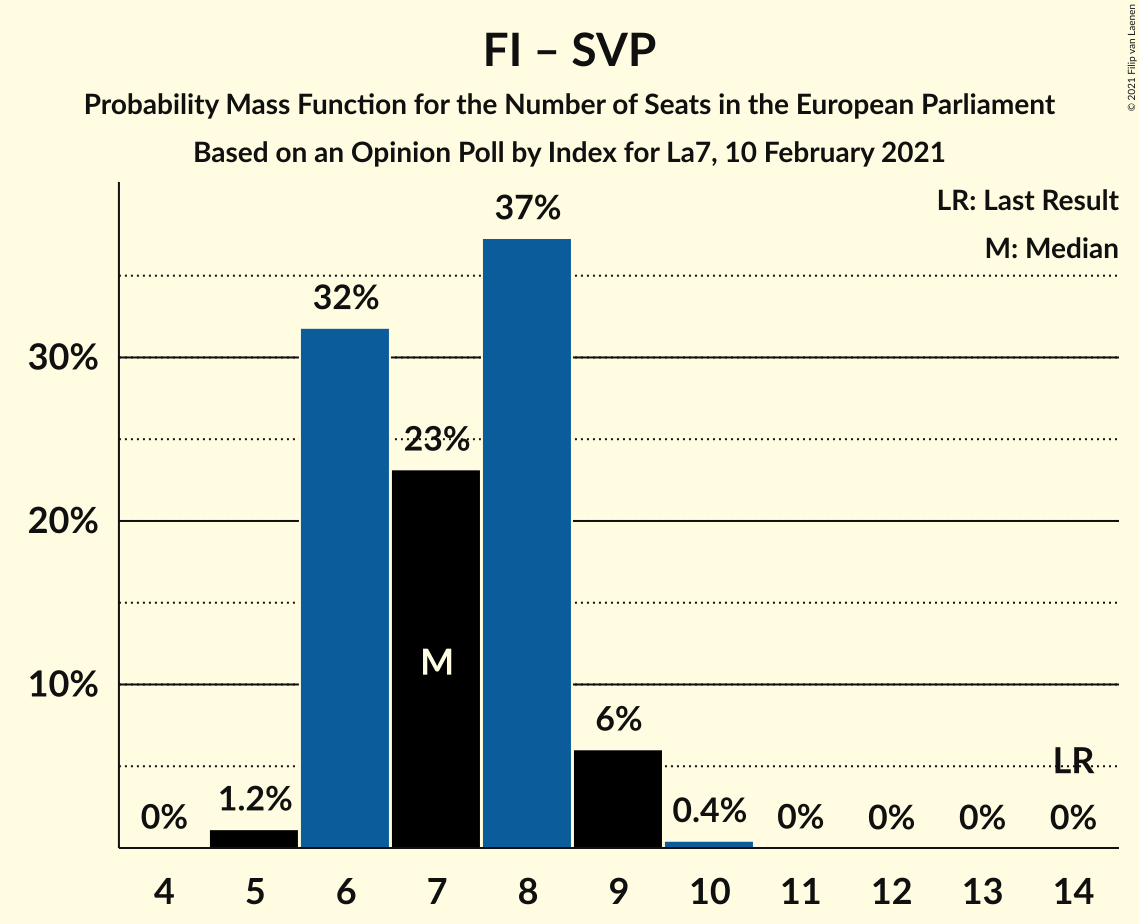 FI – SVP
Probability Mass Function for the Number of Seats in the European Parliament
Based on an Opinion Poll by Index for La7, 10 February 2021
© 2021 Filip van Laenen
LR: Last Result
M: Median
37%
32%
30%
23%
20%
M
10%
6%
LR
1.2%
0%
0.4%
0%
0%
0%
0%
4 5 6 7 8 9 10 11 12 13 14